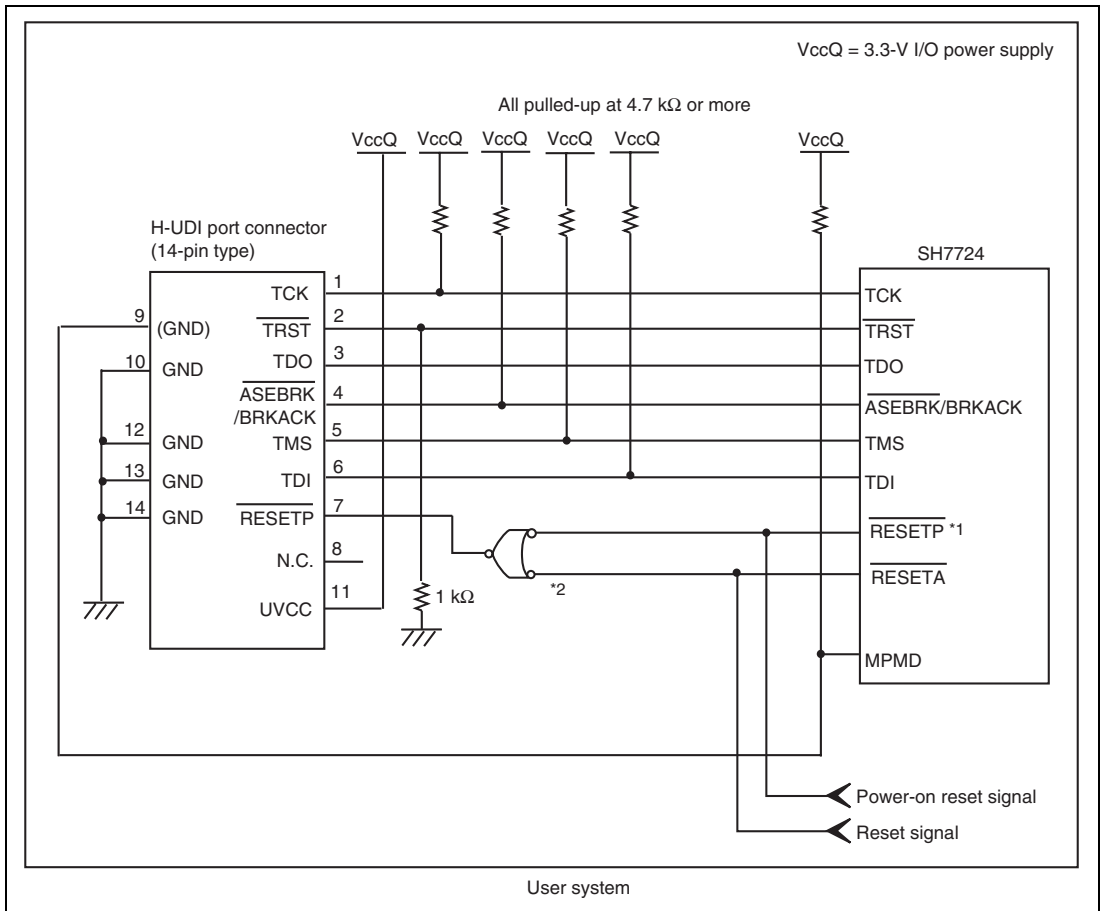 VccQ = 3.3-V I/O power supply
All pulled-up at 4.7 kΩ or more
VccQ VccQ VccQ VccQ VccQ VccQ
H-UDI port connector
(14-pin type)
SH7724
TCK 1 TCK
9 (GND) TRST 2 TRST
10 GND TDO 3 TDO
ASEBRK
/BRKACK 4 ASEBRK/BRKACK
12 GND TMS 5 TMS
13 GND TDI 6 TDI
14 GND RESETP 7 RESETP *1
N.C. 8 *2 RESETA
UVCC 11 1 kΩ
MPMD
Power-on reset signal
Reset signal
User system